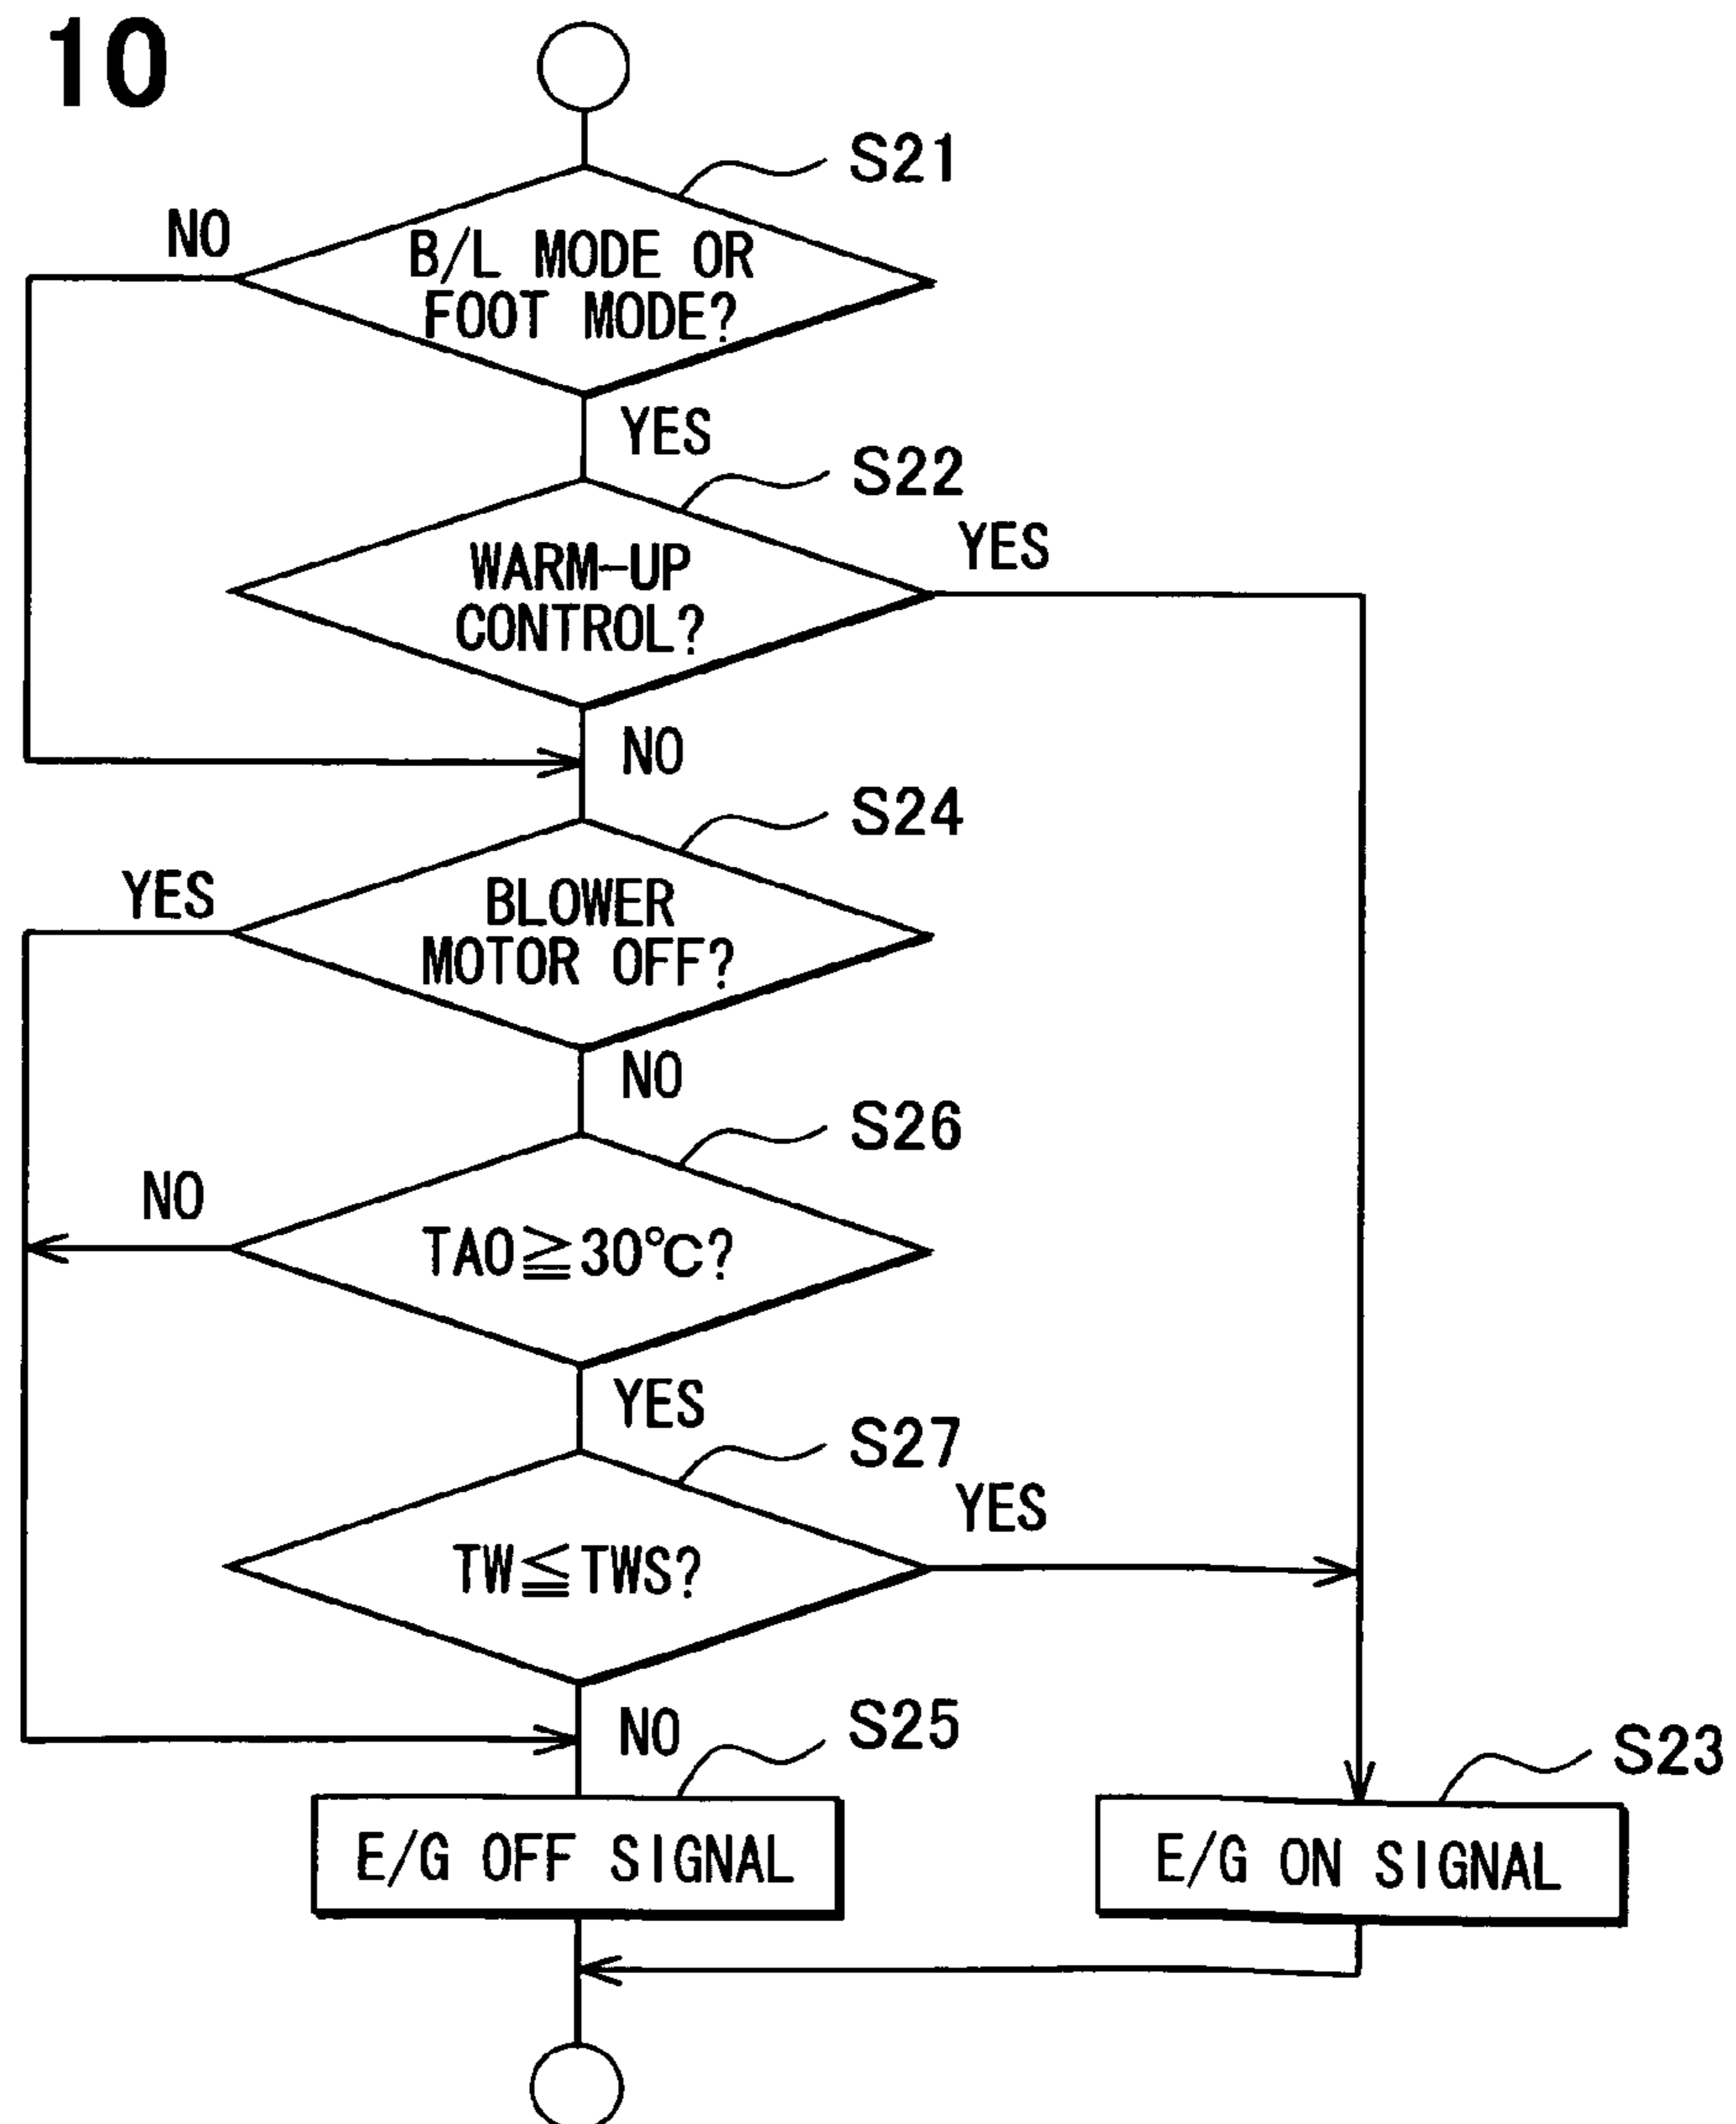 10
S21
NO
B/L MODE OR
FOOT MODE?
YES
S22
YES
WARM-UP
CONTROL?
NO
S24
YES
BLOWER
MOTOR OFF?
NO
S26
NO
TAO≧30℃?
YES
S27
YES
TW≦TWS?
NO
S25
S23
E/G OFF SIGNAL
E/G ON SIGNAL